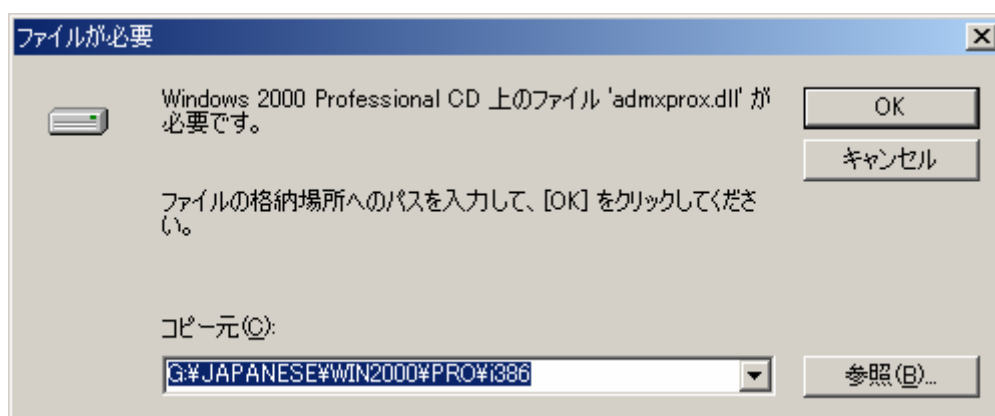 ファイルが必要
Windows 2000 Professional CD 上のファイル 'admxprox.dll' が
必要です。
OK
キャンセル
ファイルの格納場所へのパスを入力して、[OK] をクリックしてくださ
い。
コピー元(C):
G:¥JAPANESE¥WIN2000¥PRO¥i386
参照(B)...